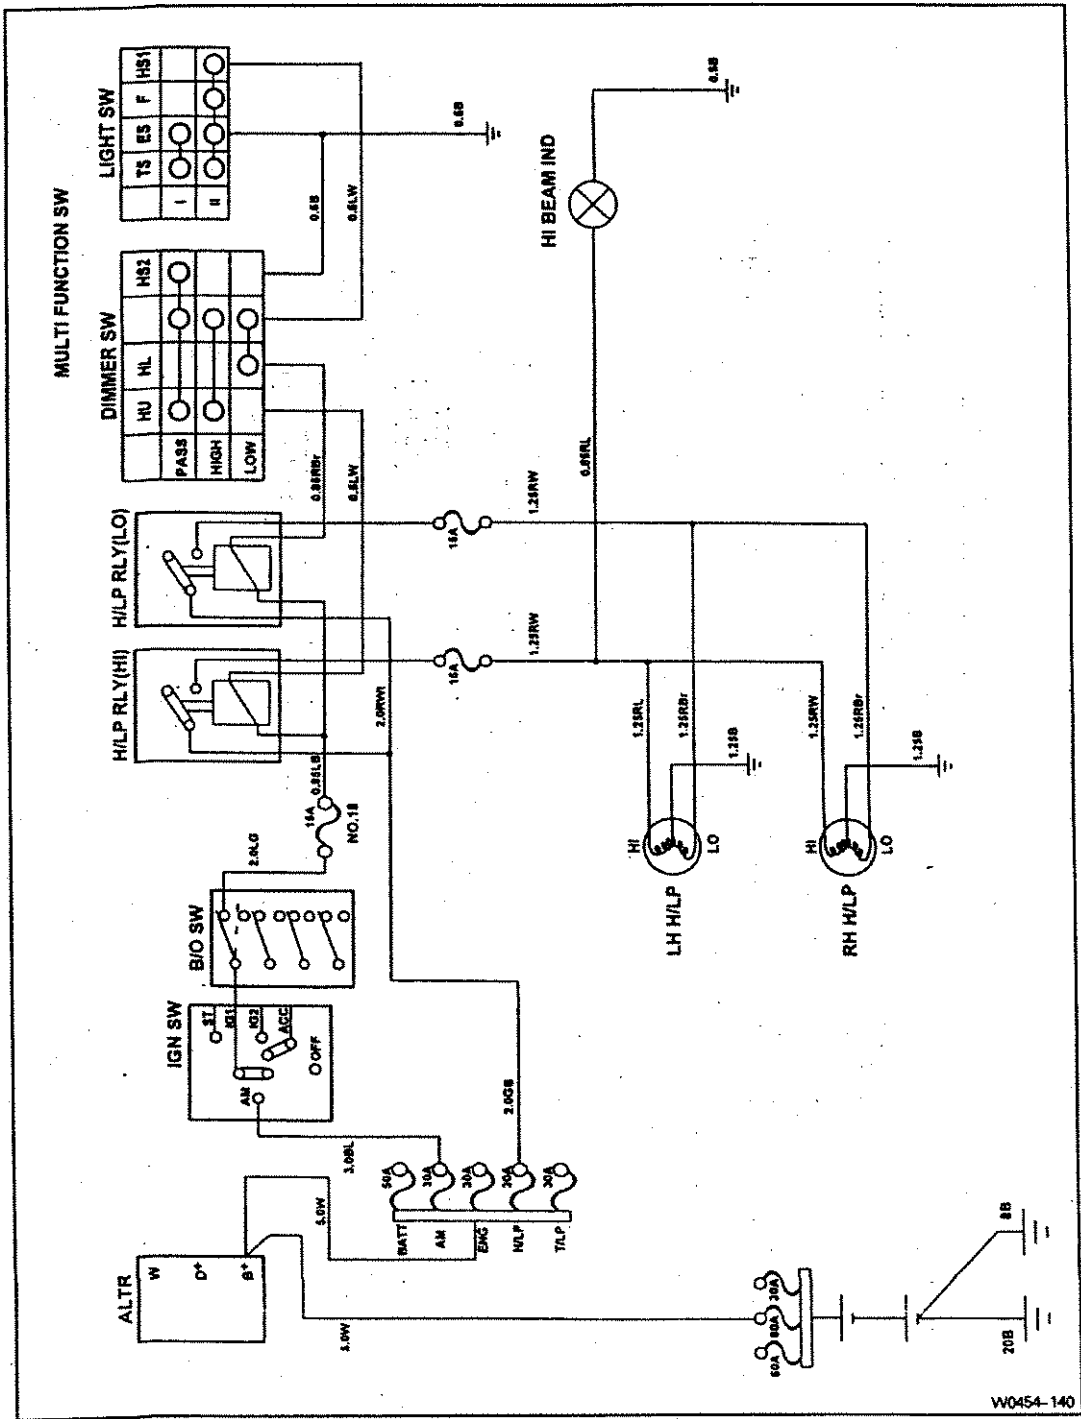 MULTI FUNCTION SW
LIGHT SW
TS ES F HS1
I
II
DIMMER SW
HU HL HS2
PASS
HIGH
LOW
0.5B
0.5B
0.5LW
0.85RBr
0.5LW
H/LP RLY(LO)
H/LP RLY(HI)
15A
1.25RW
15A
1.25RW
2.0RW
0.85LB
15A
NO.18
2.0LG
B/O SW
IGN SW
ST
IG1
IG2
ACC
AM
OFF
3.0BL
2.0GB
50A
30A
30A
30A
30A
BATT
AM
ENG
H/LP
T/LP
ALTR
W
D+
B+
5.0W
5.0W
60A
80A
30A
20B
8B
HI BEAM IND
0.5B
0.85RL
1.25RL
1.25RBr
1.25B
HI
LO
LH H/LP
1.25RW
1.25RBr
1.25B
HI
LO
RH H/LP
W0454-140